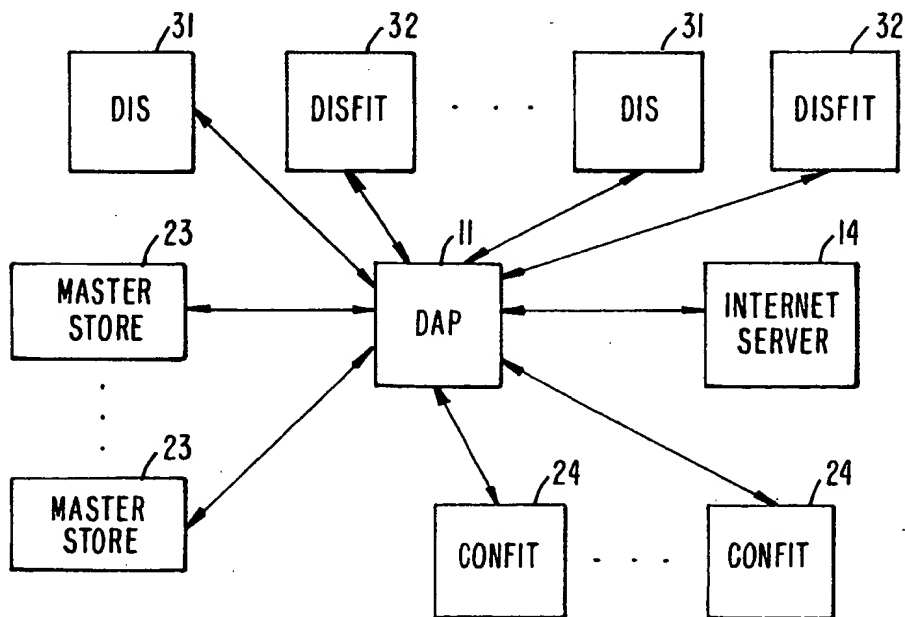 31 32 31 32
DIS DISFIT . . . DIS DISFIT
23 11 14
MASTER STORE
DAP
INTERNET SERVER
23
MASTER STORE
24 24
CONFIT . . . CONFIT